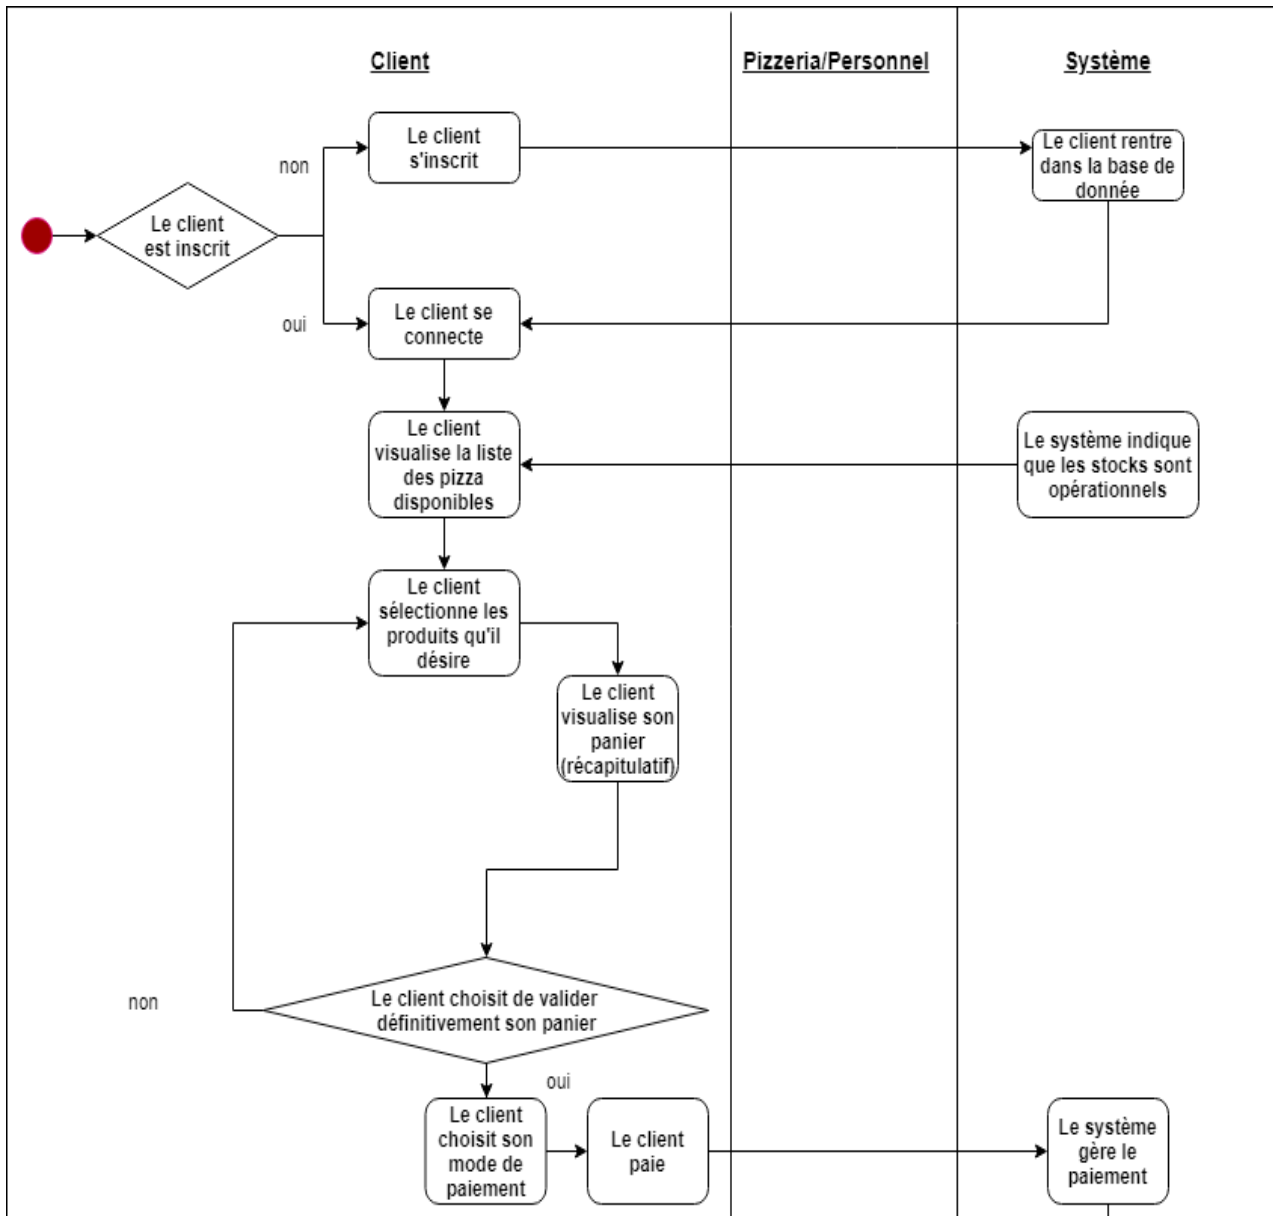 Client
Pizzeria/Personnel
Système
Le client
s'inscrit
Le client rentre
dans la base de
donnée
non
Le client
est inscrit
oui
Le client se
connecte
Le client
visualise la liste
des pizza
disponibles
Le système indique
que les stocks sont
opérationnels
Le client
sélectionne les
produits qu'il
désire
Le client
visualise son
panier
(récapitulatif)
non
Le client choisit de valider
définitivement son panier
oui
Le client
choisit son
mode de
paiement
Le client
paie
Le système
gère le
paiement